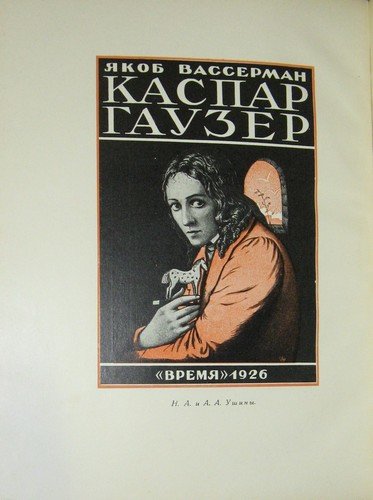 ЯКОБ ВАССЕРМАН
КАСПАР
ГАУЗЕР
«ВРЕМЯ» 1926
Н. А. и А. А. Ушины.